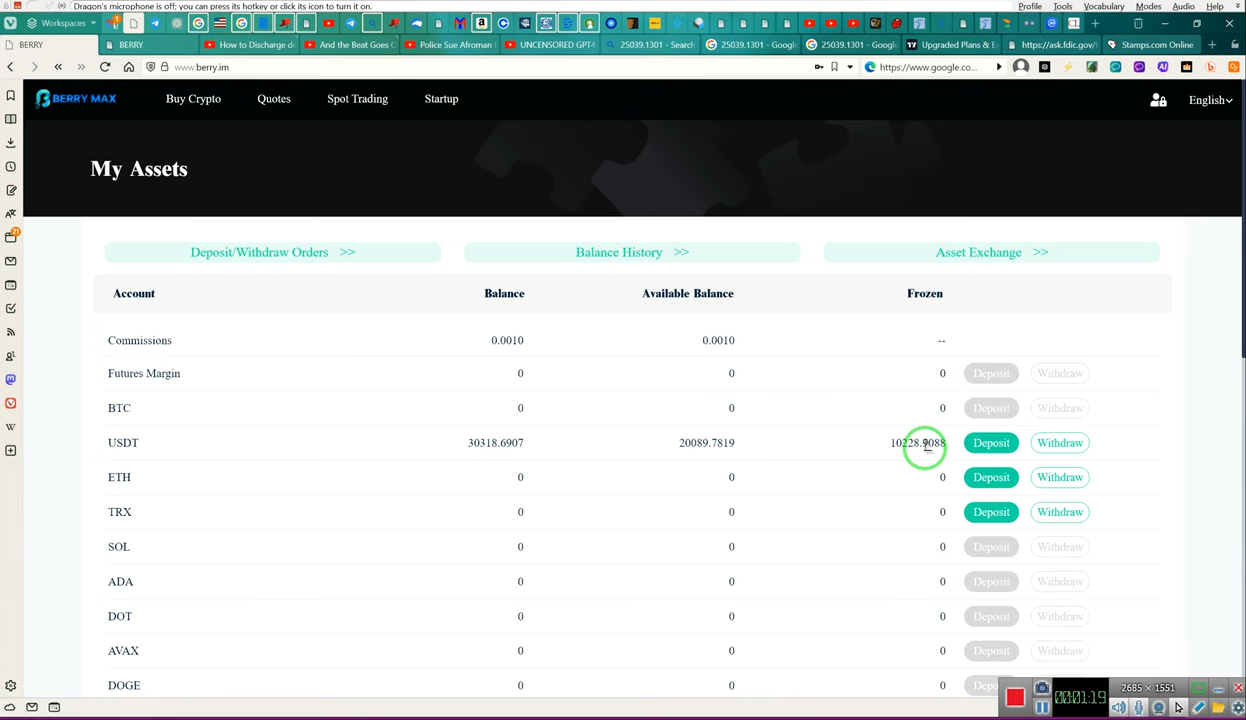 Dragon's microphone is off; you can press its hotkey or click its icon to turn it on.
Profile Tools Vocabulary Modes Audio Help
Workspaces
BERRY
BERRY
How to Discharge d
And the Beat Goes
Police Sue Afroman
UNCENSORED GPT4
25039.1301 - Search
25039.1301 - Google
25039.1301 - Google
Upgraded Plans & E
https://ask.fdic.gov/
Stamps.com Online
www.berry.im
https://www.google.co...
BERRY MAX
Buy Crypto Quotes Spot Trading Startup
English
My Assets
Deposit/Withdraw Orders >> Balance History >> Asset Exchange >>
Account Balance Available Balance Frozen
Commissions 0.0010 0.0010 --
Futures Margin 0 0 0 Deposit Withdraw
BTC 0 0 0 Deposit Withdraw
USDT 30318.6907 20089.7819 10228.9088 Deposit Withdraw
ETH 0 0 0 Deposit Withdraw
TRX 0 0 0 Deposit Withdraw
SOL 0 0 0 Deposit Withdraw
ADA 0 0 0 Deposit Withdraw
DOT 0 0 0 Deposit Withdraw
AVAX 0 0 0 Deposit Withdraw
DOGE 0
2685 × 1551
00:01:19